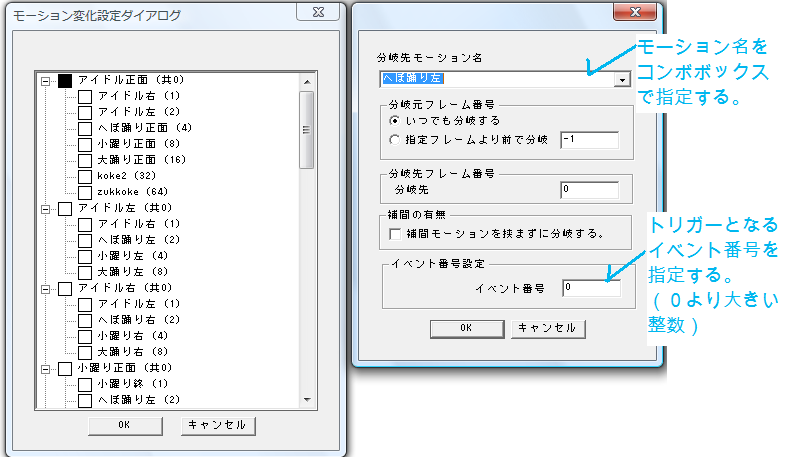 モーション変化設定ダイアログ
アイドル正面 (共0)
アイドル右 (1)
アイドル左 (2)
へぼ踊り正面 (4)
小躍り正面 (8)
大踊り正面 (16)
koke2 (32)
zukkoke (64)
アイドル左 (共0)
アイドル右 (1)
へぼ踊り左 (2)
小躍り左 (4)
大踊り左 (8)
アイドル右 (共0)
アイドル左 (1)
へぼ踊り右 (2)
小躍り右 (4)
大踊り右 (8)
小躍り正面 (共0)
小躍り終 (1)
へぼ踊り左 (2)
OK
キャンセル
分岐先モーション名
へぼ踊り左
分岐元フレーム番号
いつでも分岐する
指定フレームより前で分岐
-1
分岐先フレーム番号
分岐先
0
補間の有無
補間モーションを挟まずに分岐する。
イベント番号設定
イベント番号
0
OK
キャンセル
モーション名を
コンボボックス
で指定する。
トリガーとなる
イベント番号を
指定する。
（０より大きい
整数）